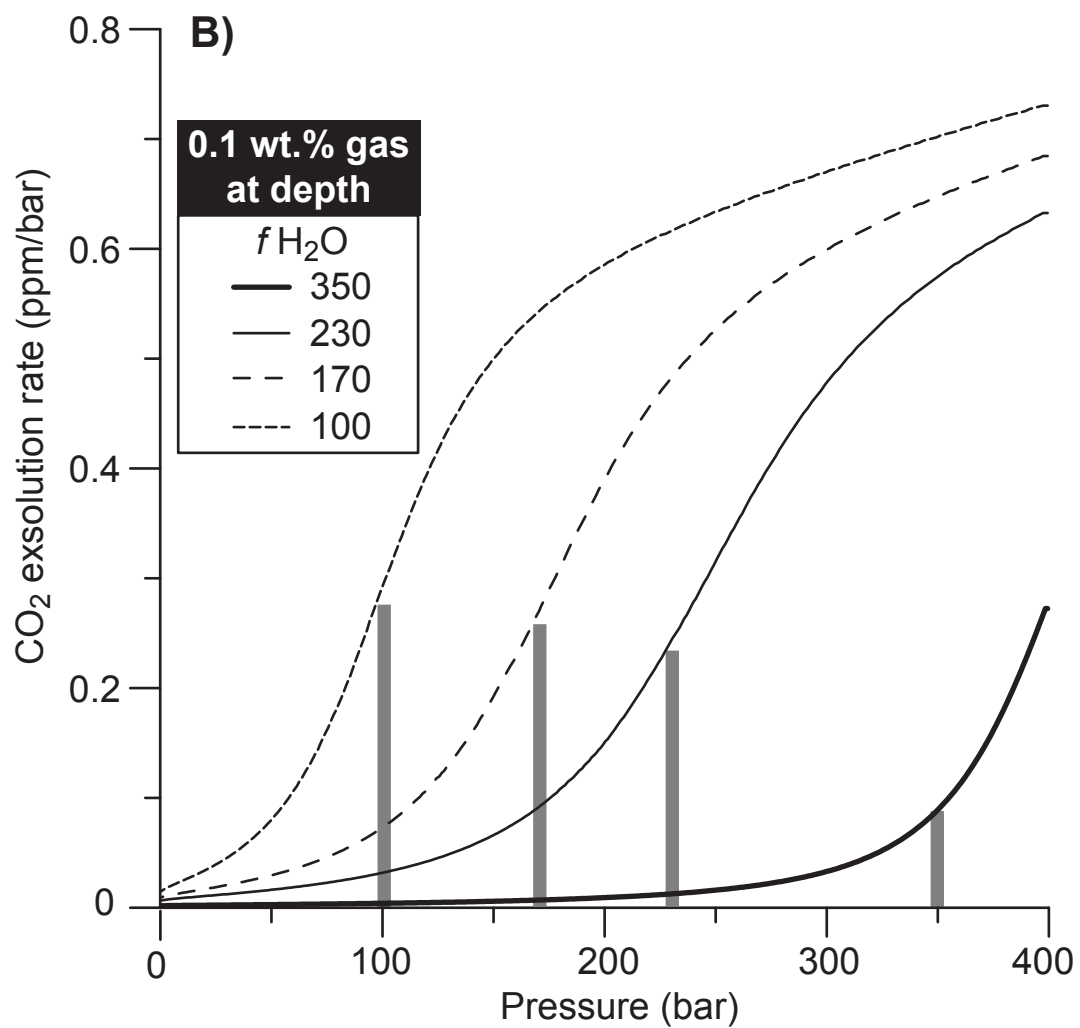 B)
0.8
0.6
0.4
0.2
0
CO₂ exsolution rate (ppm/bar)
0.1 wt.% gas
at depth
f H₂O
350
230
170
100
0 100 200 300 400
Pressure (bar)